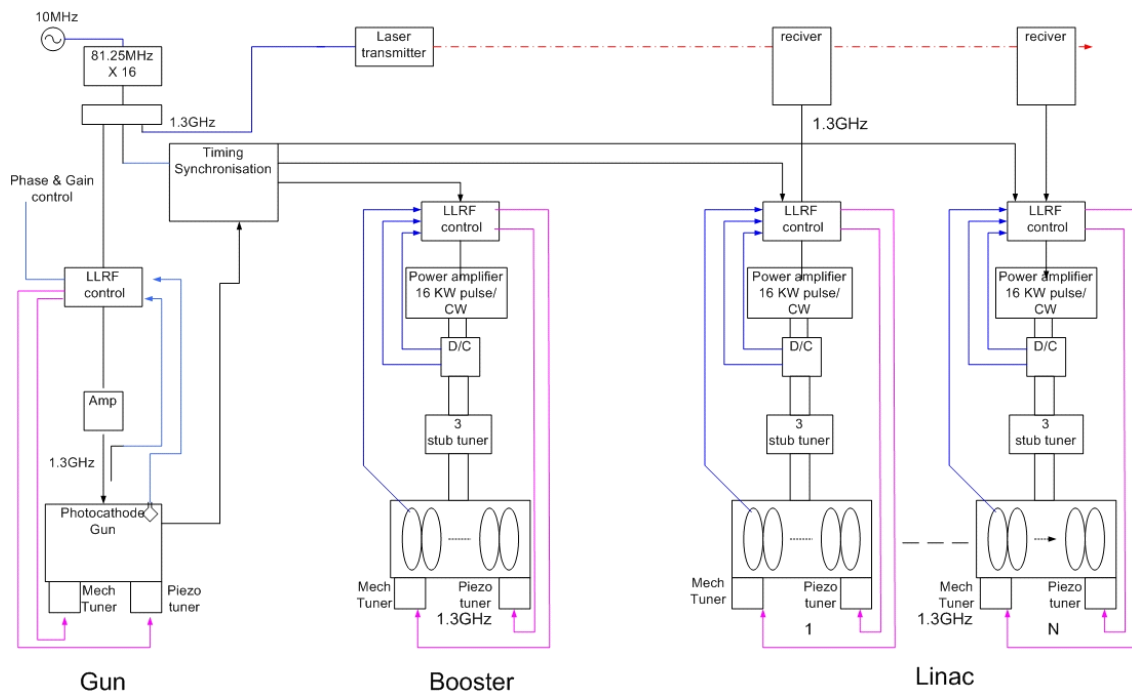 10MHz
81.25MHz
X 16
Laser
transmitter
reciver
reciver
1.3GHz
1.3GHz
Timing
Synchronisation
Phase & Gain
control
LLRF
control
LLRF
control
LLRF
control
LLRF
control
Power amplifier
16 KW pulse/
CW
Power amplifier
16 KW pulse/
CW
Power amplifier
16 KW pulse/
CW
D/C
D/C
D/C
Amp
3
stub tuner
3
stub tuner
3
stub tuner
1.3GHz
Photocathode
Gun
Mech
Tuner
Piezo
tuner
Mech
Tuner
Piezo
tuner
Mech
Tuner
Piezo
tuner
Mech
Tuner
Piezo
tuner
1.3GHz
1.3GHz
1
N
Gun
Booster
Linac